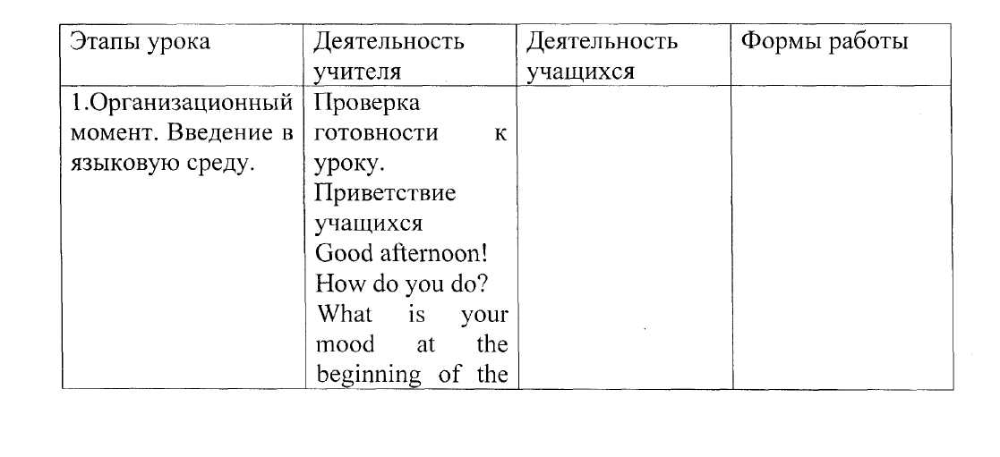 Этапы урока
Деятельность
учителя
Деятельность
учащихся
Формы работы
1.Организационный
момент. Введение в
языковую среду.
Проверка
готовности к
уроку.
Приветствие
учащихся
Good afternoon!
How do you do?
What is your
mood at the
beginning of the